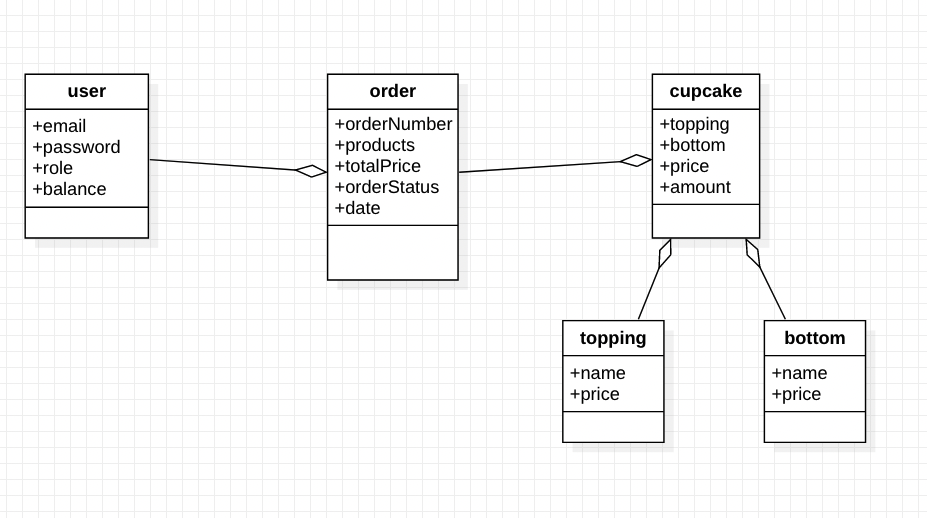 user
+email
+password
+role
+balance
order
+orderNumber
+products
+totalPrice
+orderStatus
+date
cupcake
+topping
+bottom
+price
+amount
topping
+name
+price
bottom
+name
+price